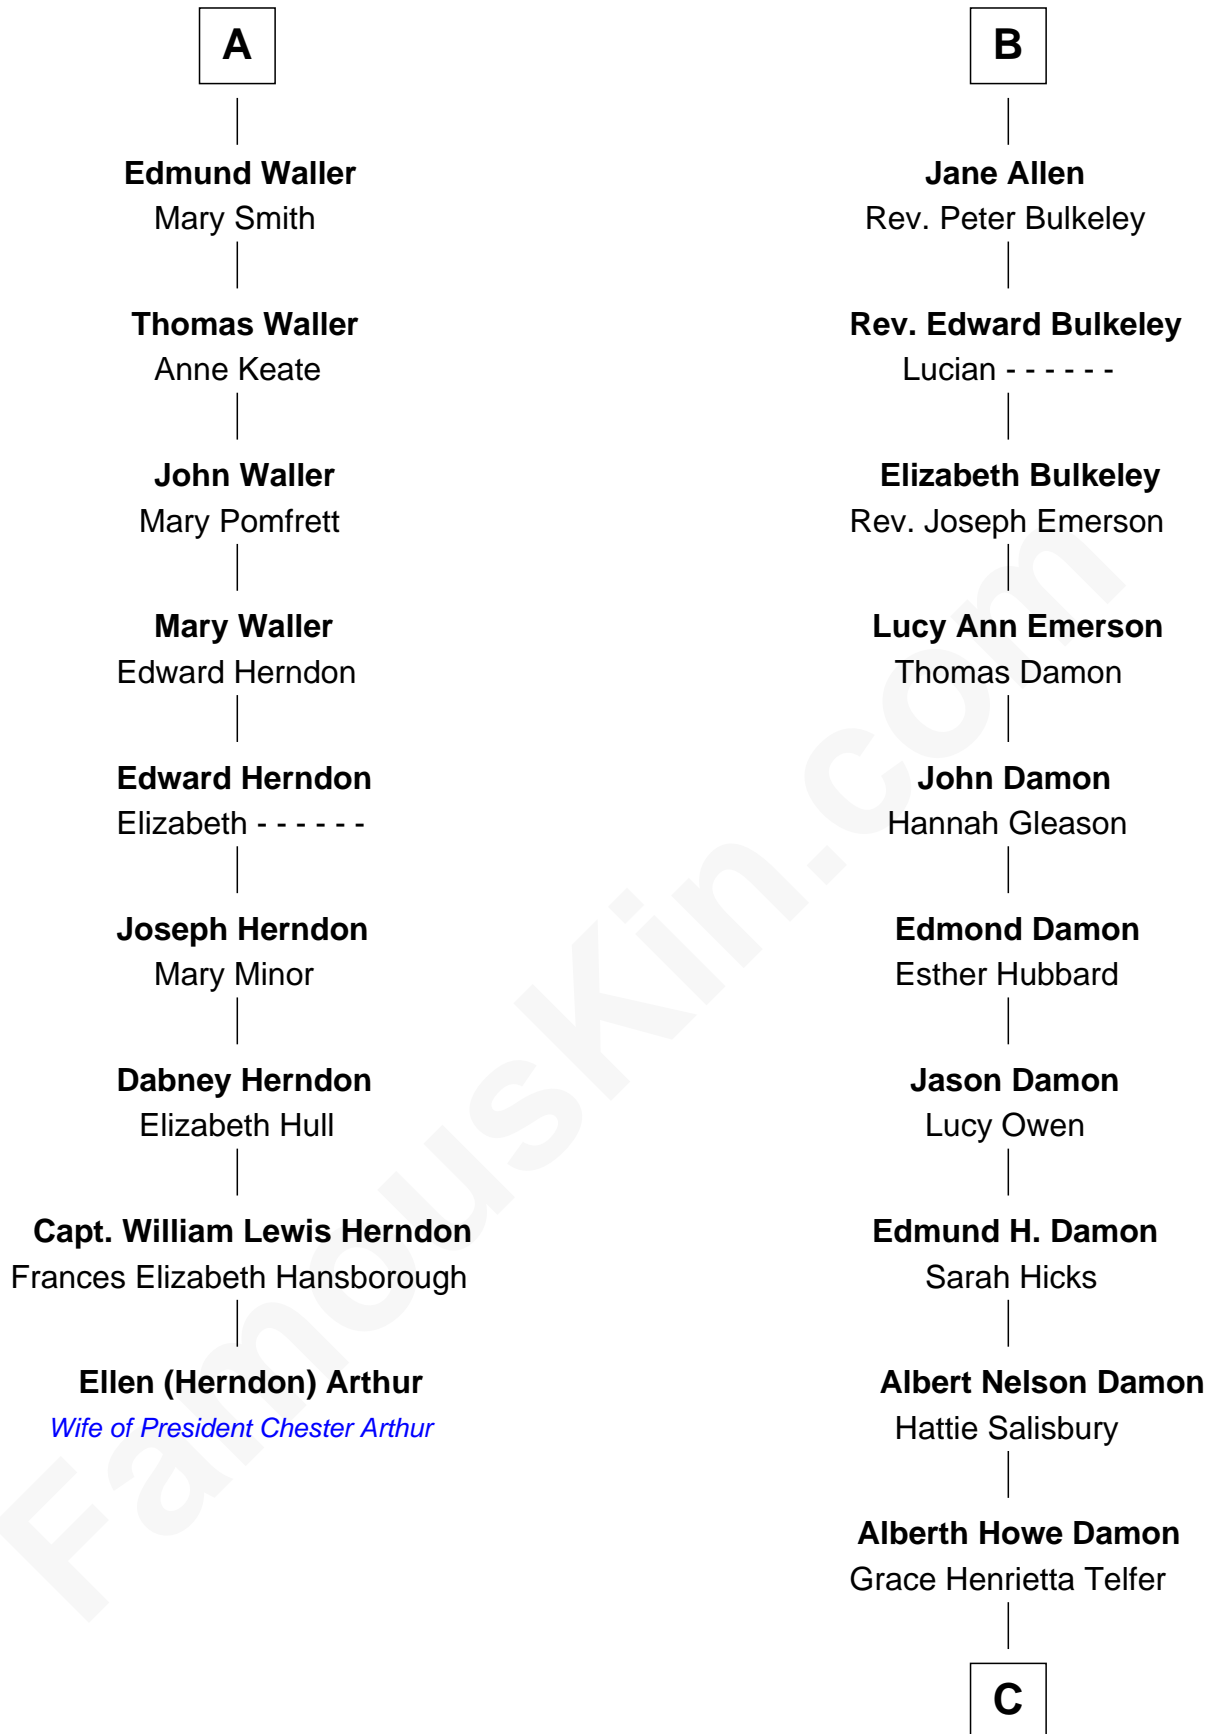 A
Edmund Waller
Mary Smith
Thomas Waller
Anne Keate
John Waller
Mary Pomfrett
Mary Waller
Edward Herndon
Edward Herndon
Elizabeth - - - - - -
Joseph Herndon
Mary Minor
Dabney Herndon
Elizabeth Hull
Capt. William Lewis Herndon
Frances Elizabeth Hansborough
Ellen (Herndon) Arthur
Wife of President Chester Arthur
B
Jane Allen
Rev. Peter Bulkeley
Rev. Edward Bulkeley
Lucian - - - - - -
Elizabeth Bulkeley
Rev. Joseph Emerson
Lucy Ann Emerson
Thomas Damon
John Damon
Hannah Gleason
Edmond Damon
Esther Hubbard
Jason Damon
Lucy Owen
Edmund H. Damon
Sarah Hicks
Albert Nelson Damon
Hattie Salisbury
Alberth Howe Damon
Grace Henrietta Telfer
C
FamousKin.com